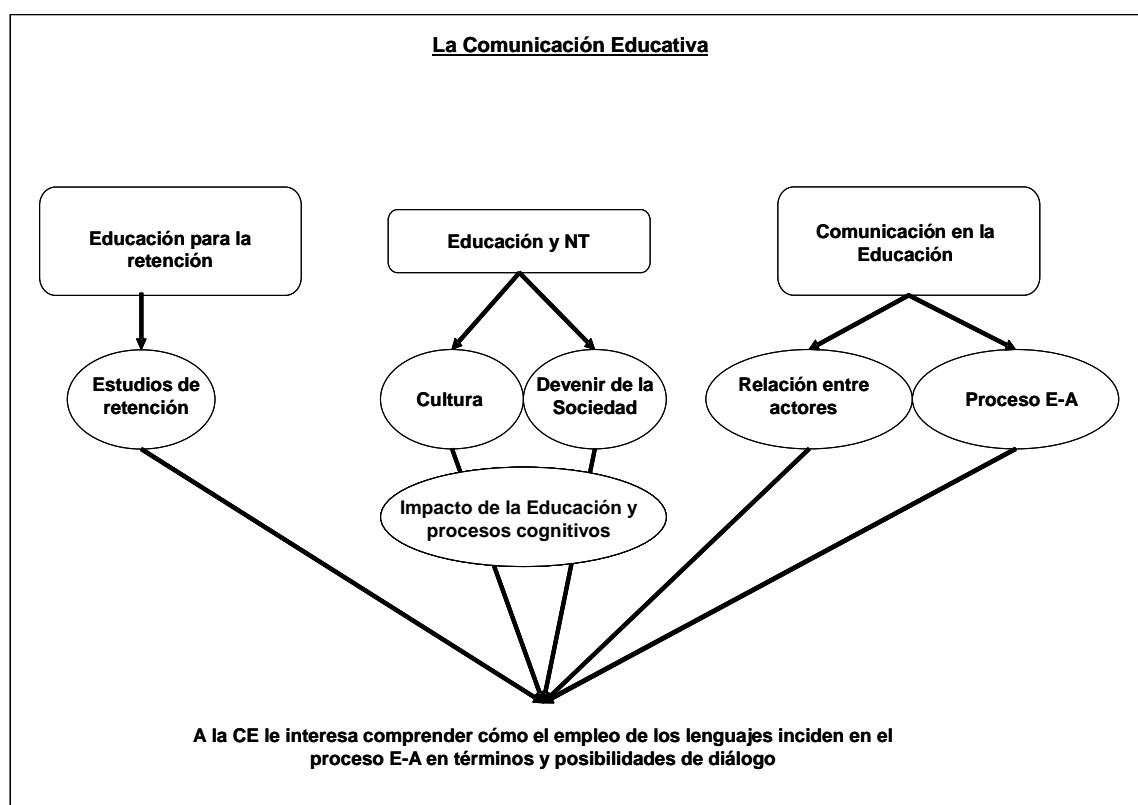 La Comunicación Educativa
Educación para la
retención
Educación y NT
Comunicación en la
Educación
Estudios de
retención
Cultura
Devenir de la
Sociedad
Relación entre
actores
Proceso E-A
Impacto de la Educación y
procesos cognitivos
A la CE le interesa comprender cómo el empleo de los lenguajes inciden en el
proceso E-A en términos y posibilidades de diálogo